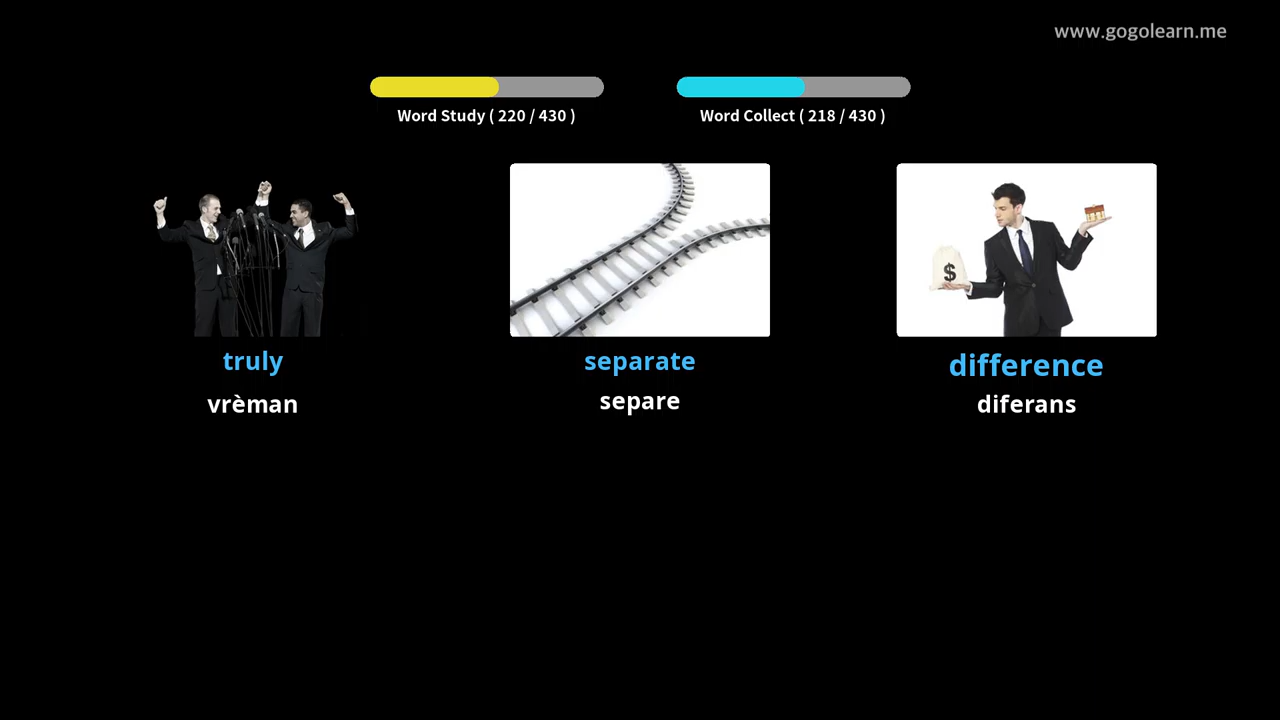 www.gogolearn.me
Word Study ( 220 / 430 )
Word Collect ( 218 / 430 )
$
truly
separate
difference
vrèman
separe
diferans